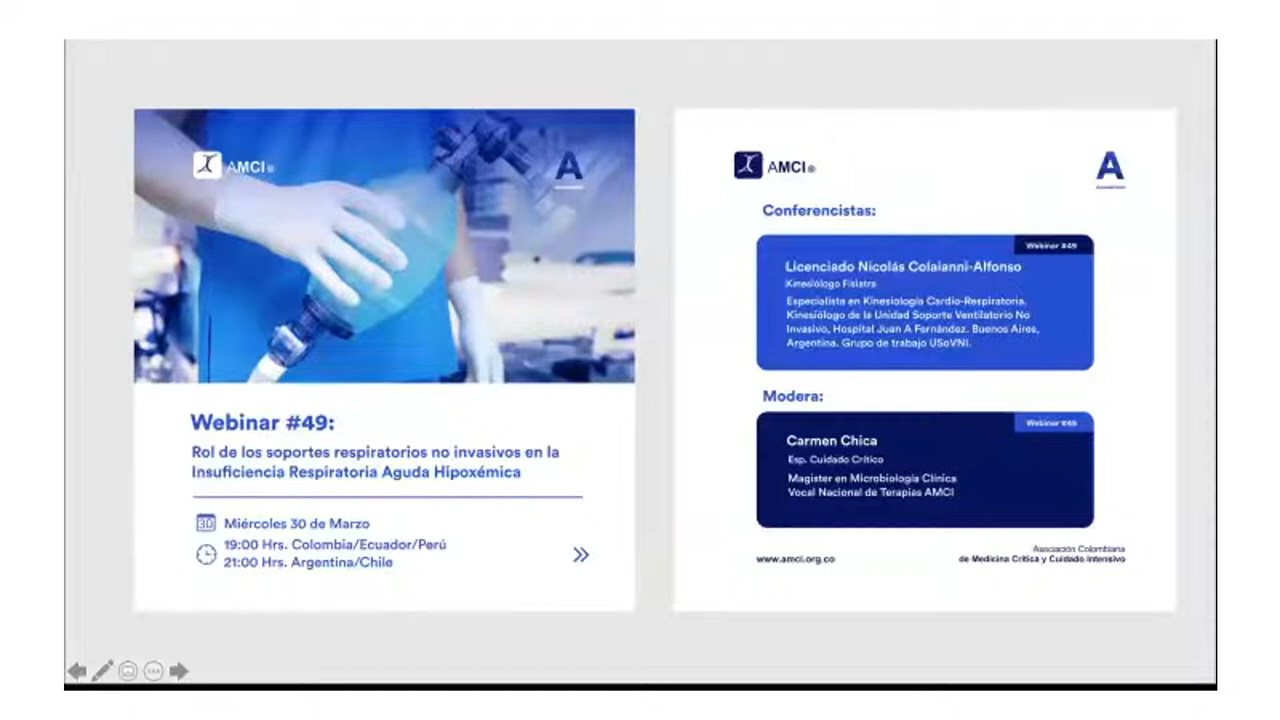 AMCI®
A
Webinar #49:
Rol de los soportes respiratorios no invasivos en la
Insuficiencia Respiratoria Aguda Hipoxémica
30
Miércoles 30 de Marzo
19:00 Hrs. Colombia/Ecuador/Perú
21:00 Hrs. Argentina/Chile
AMCI®
A
Conferencistas:
Webinar #49
Licenciado Nicolás Colaianni-Alfonso
Kinesiólogo Fisiatra
Especialista en Kinesiología Cardio-Respiratoria.
Kinesiólogo de la Unidad Soporte Ventilatorio No
Invasivo, Hospital Juan A Fernández. Buenos Aires,
Argentina. Grupo de trabajo USoVNI.
Modera:
Webinar #49
Carmen Chica
Esp. Cuidado Crítico
Magister en Microbiología Clínica
Vocal Nacional de Terapias AMCI
www.amci.org.co
Asociación Colombiana
de Medicina Crítica y Cuidado Intensivo